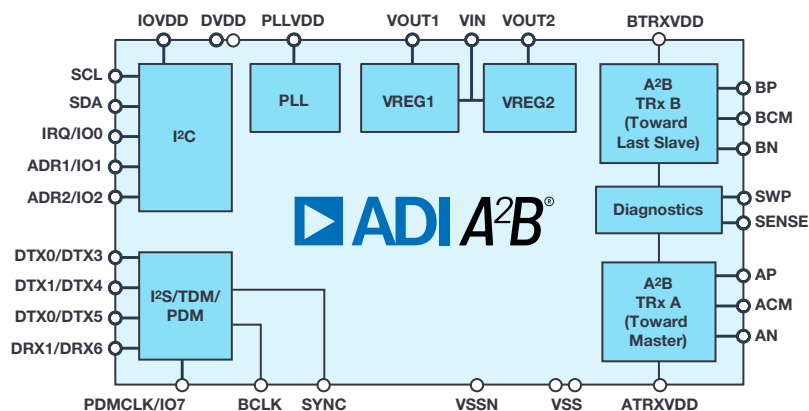 IOVDD DVDD PLLVDD VOUT1 VIN VOUT2 BTRXVDD
SCL
SDA
IRQ/IO0
ADR1/IO1
ADR2/IO2
I²C
PLL
VREG1
VREG2
A²B
TRx B
(Toward
Last Slave)
BP
BCM
BN
Diagnostics
SWP
SENSE
ADI A²B®
DTX0/DTX3
DTX1/DTX4
DTX0/DTX5
DRX1/DRX6
I²S/TDM/
PDM
A²B
TRx A
(Toward
Master)
AP
ACM
AN
PDMCLK/IO7 BCLK SYNC VSSN VSS ATRXVDD